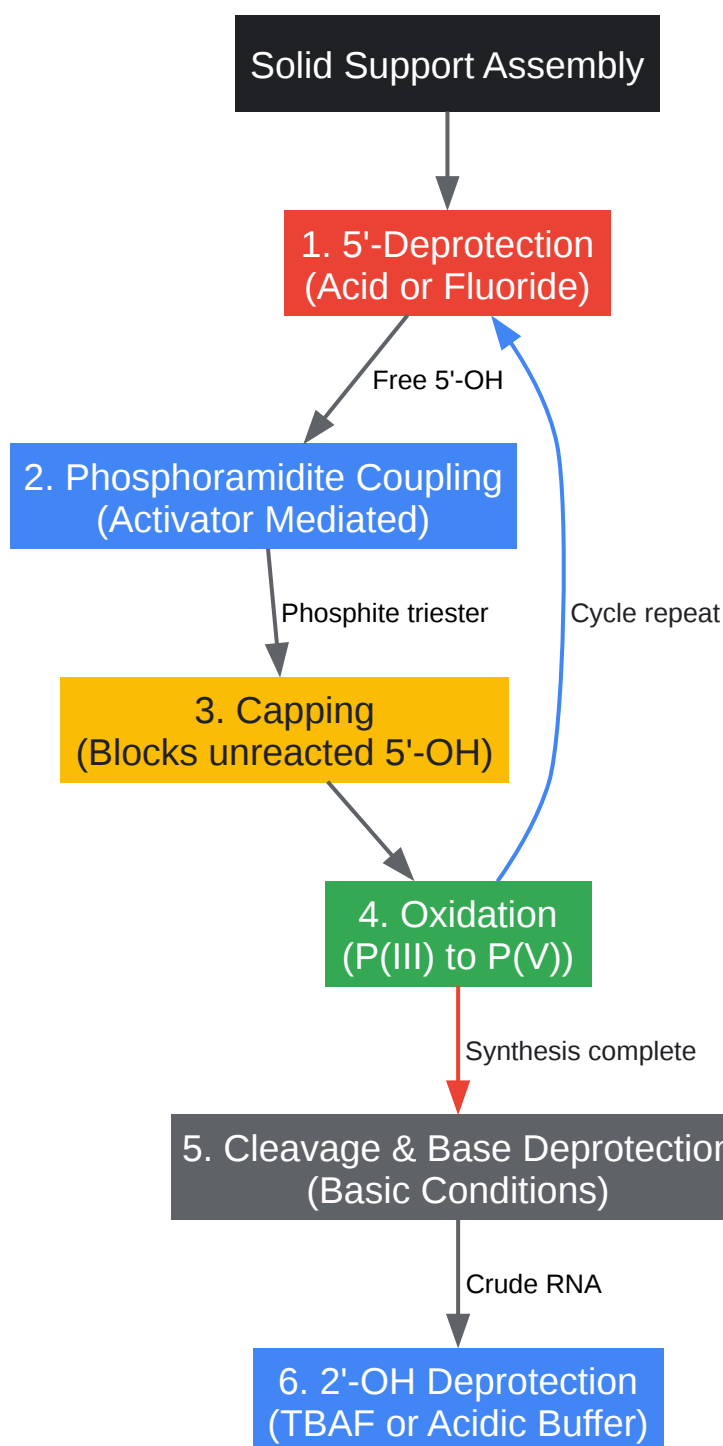 Solid Support Assembly
1. 5'-Deprotection
(Acid or Fluoride)
Free 5'-OH
2. Phosphoramidite Coupling
(Activator Mediated)
Phosphite triester
Cycle repeat
3. Capping
(Blocks unreacted 5'-OH)
4. Oxidation
(P(III) to P(V))
Synthesis complete
5. Cleavage & Base Deprotection
(Basic Conditions)
Crude RNA
6. 2'-OH Deprotection
(TBAF or Acidic Buffer)